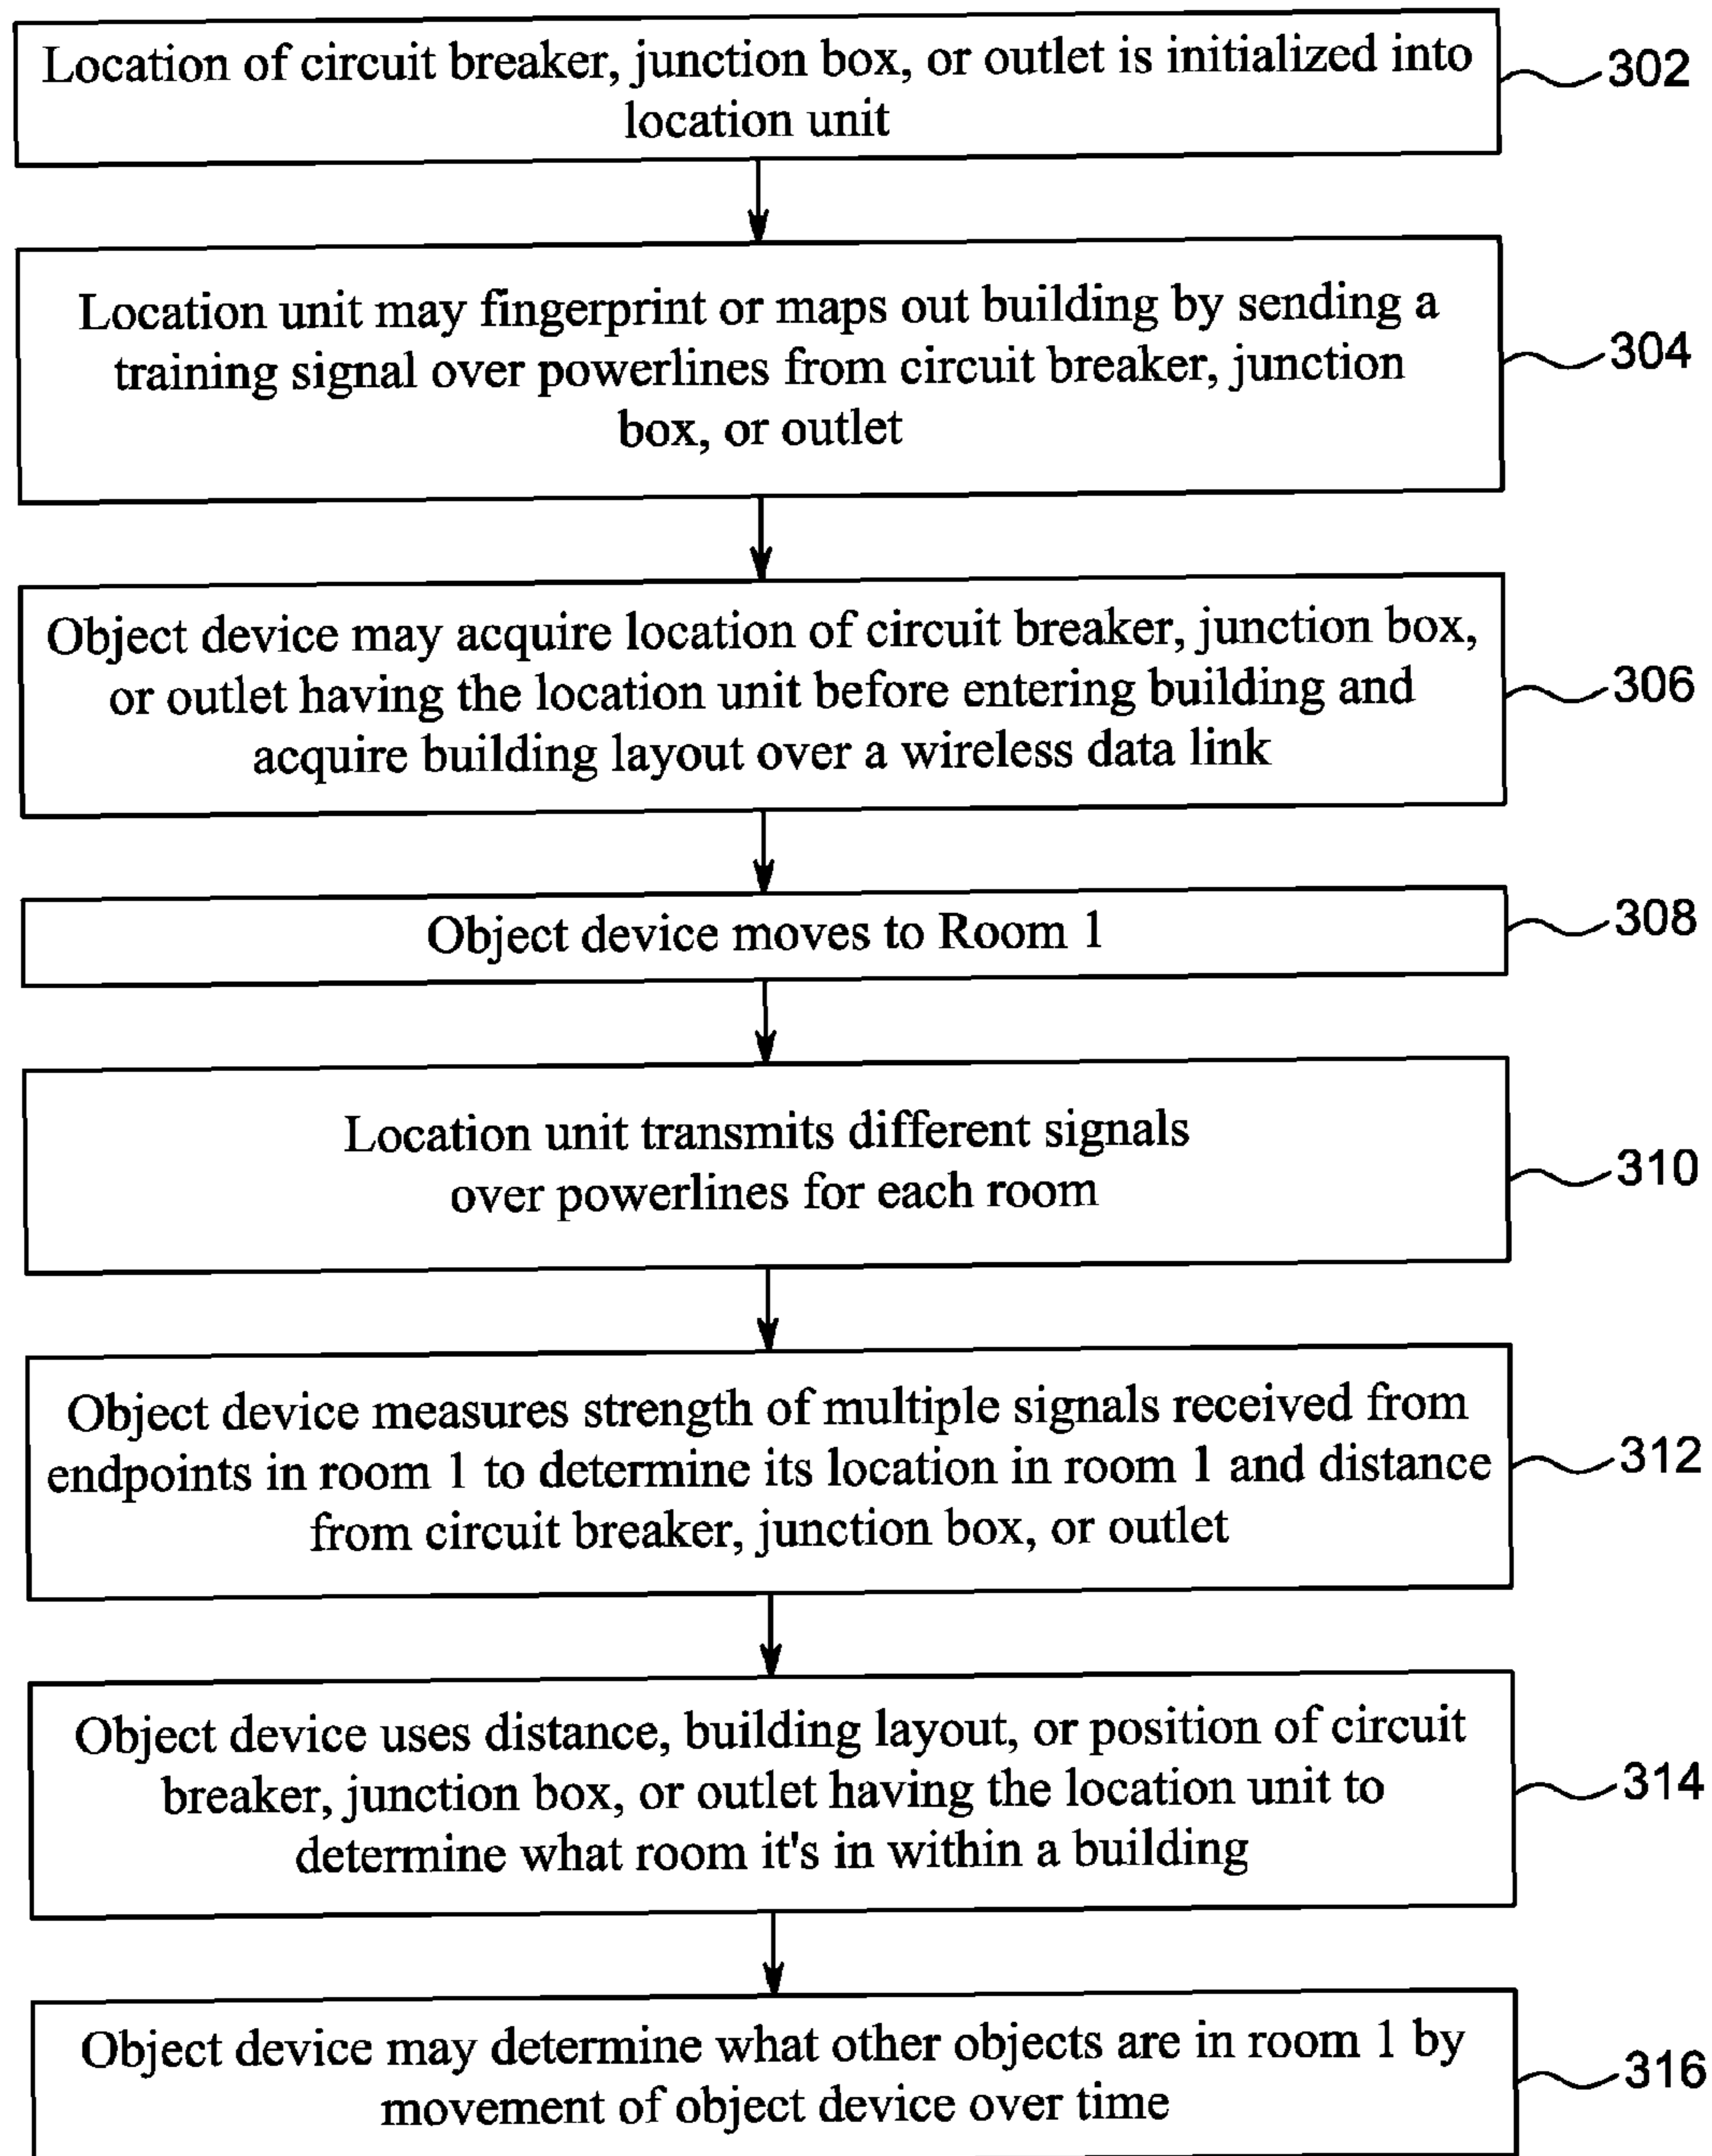 Location of circuit breaker, junction box, or outlet is initialized into
location unit
302
Location unit may fingerprint or maps out building by sending a
training signal over powerlines from circuit breaker, junction
box, or outlet
304
Object device may acquire location of circuit breaker, junction box,
or outlet having the location unit before entering building and
acquire building layout over a wireless data link
306
Object device moves to Room 1
308
Location unit transmits different signals
over powerlines for each room
310
Object device measures strength of multiple signals received from
endpoints in room 1 to determine its location in room 1 and distance
from circuit breaker, junction box, or outlet
312
Object device uses distance, building layout, or position of circuit
breaker, junction box, or outlet having the location unit to
determine what room it's in within a building
314
Object device may determine what other objects are in room 1 by
movement of object device over time
316